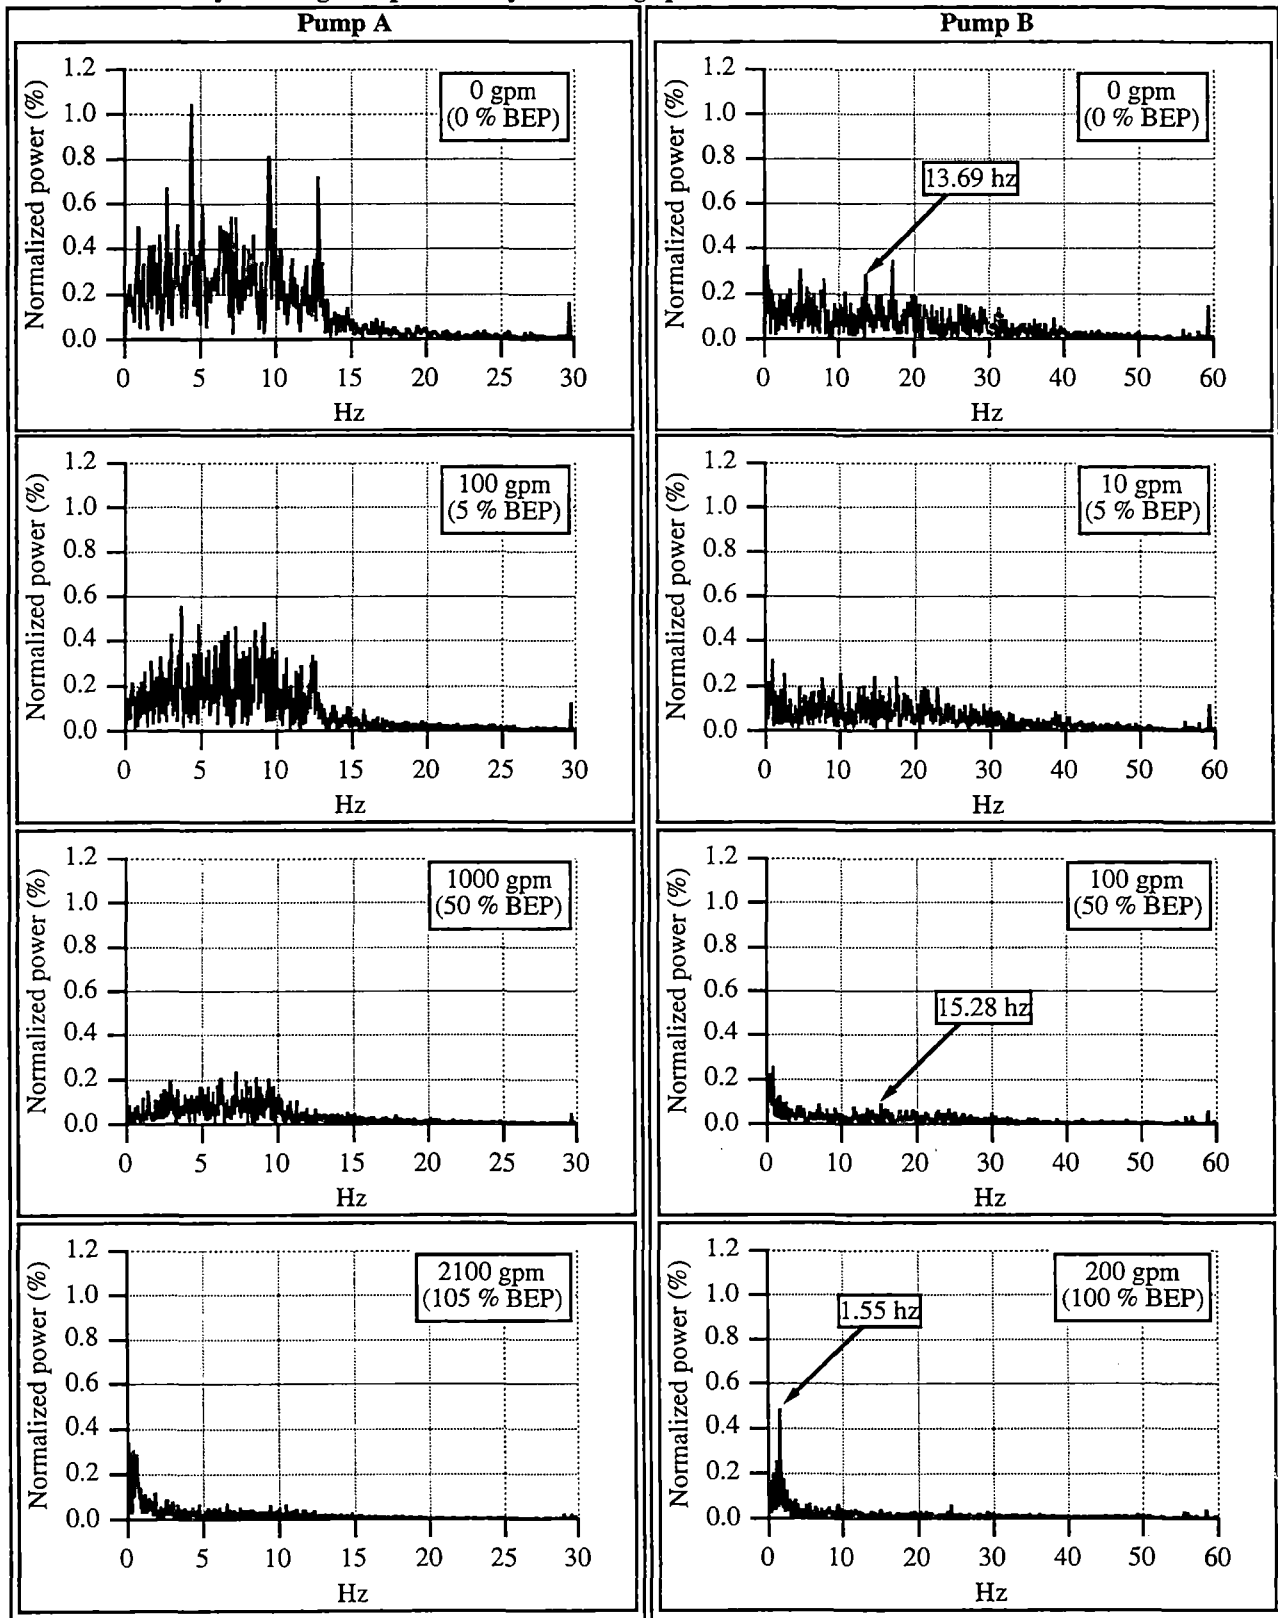 Pump A
Pump B
Normalized power (%)
1.2
1.0
0.8
0.6
0.4
0.2
0.0
0 gpm
(0 % BEP)
0 5 10 15 20 25 30
Hz
Normalized power (%)
1.2
1.0
0.8
0.6
0.4
0.2
0.0
0 gpm
(0 % BEP)
13.69 hz
0 10 20 30 40 50 60
Hz
Normalized power (%)
1.2
1.0
0.8
0.6
0.4
0.2
0.0
100 gpm
(5 % BEP)
0 5 10 15 20 25 30
Hz
Normalized power (%)
1.2
1.0
0.8
0.6
0.4
0.2
0.0
10 gpm
(5 % BEP)
0 10 20 30 40 50 60
Hz
Normalized power (%)
1.2
1.0
0.8
0.6
0.4
0.2
0.0
1000 gpm
(50 % BEP)
0 5 10 15 20 25 30
Hz
Normalized power (%)
1.2
1.0
0.8
0.6
0.4
0.2
0.0
100 gpm
(50 % BEP)
15.28 hz
0 10 20 30 40 50 60
Hz
Normalized power (%)
1.2
1.0
0.8
0.6
0.4
0.2
0.0
2100 gpm
(105 % BEP)
0 5 10 15 20 25 30
Hz
Normalized power (%)
1.2
1.0
0.8
0.6
0.4
0.2
0.0
200 gpm
(100 % BEP)
1.55 hz
0 10 20 30 40 50 60
Hz